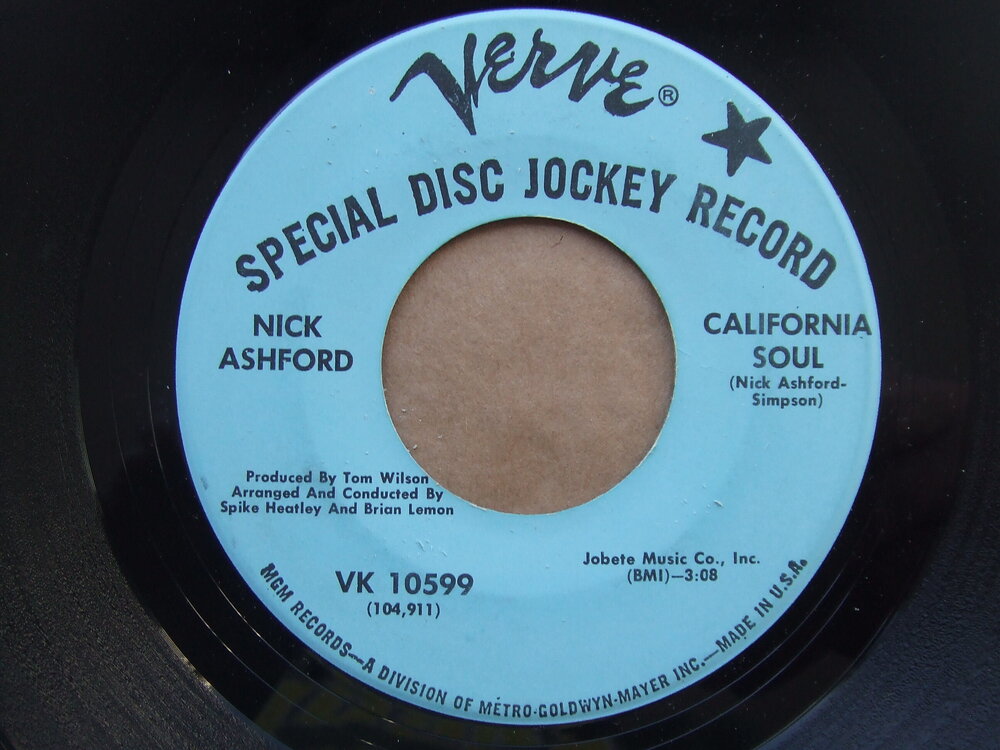 VERVE®
SPECIAL DISC JOCKEY RECORD
NICK
ASHFORD
CALIFORNIA
SOUL
(Nick Ashford-
Simpson)
Produced By Tom Wilson
Arranged And Conducted By
Spike Heatley And Brian Lemon
VK 10599
(104,911)
Jobete Music Co., Inc.
(BMI)—3:08
MGM RECORDS—A DIVISION OF METRO-GOLDWYN-MAYER INC.—MADE IN U.S.A.